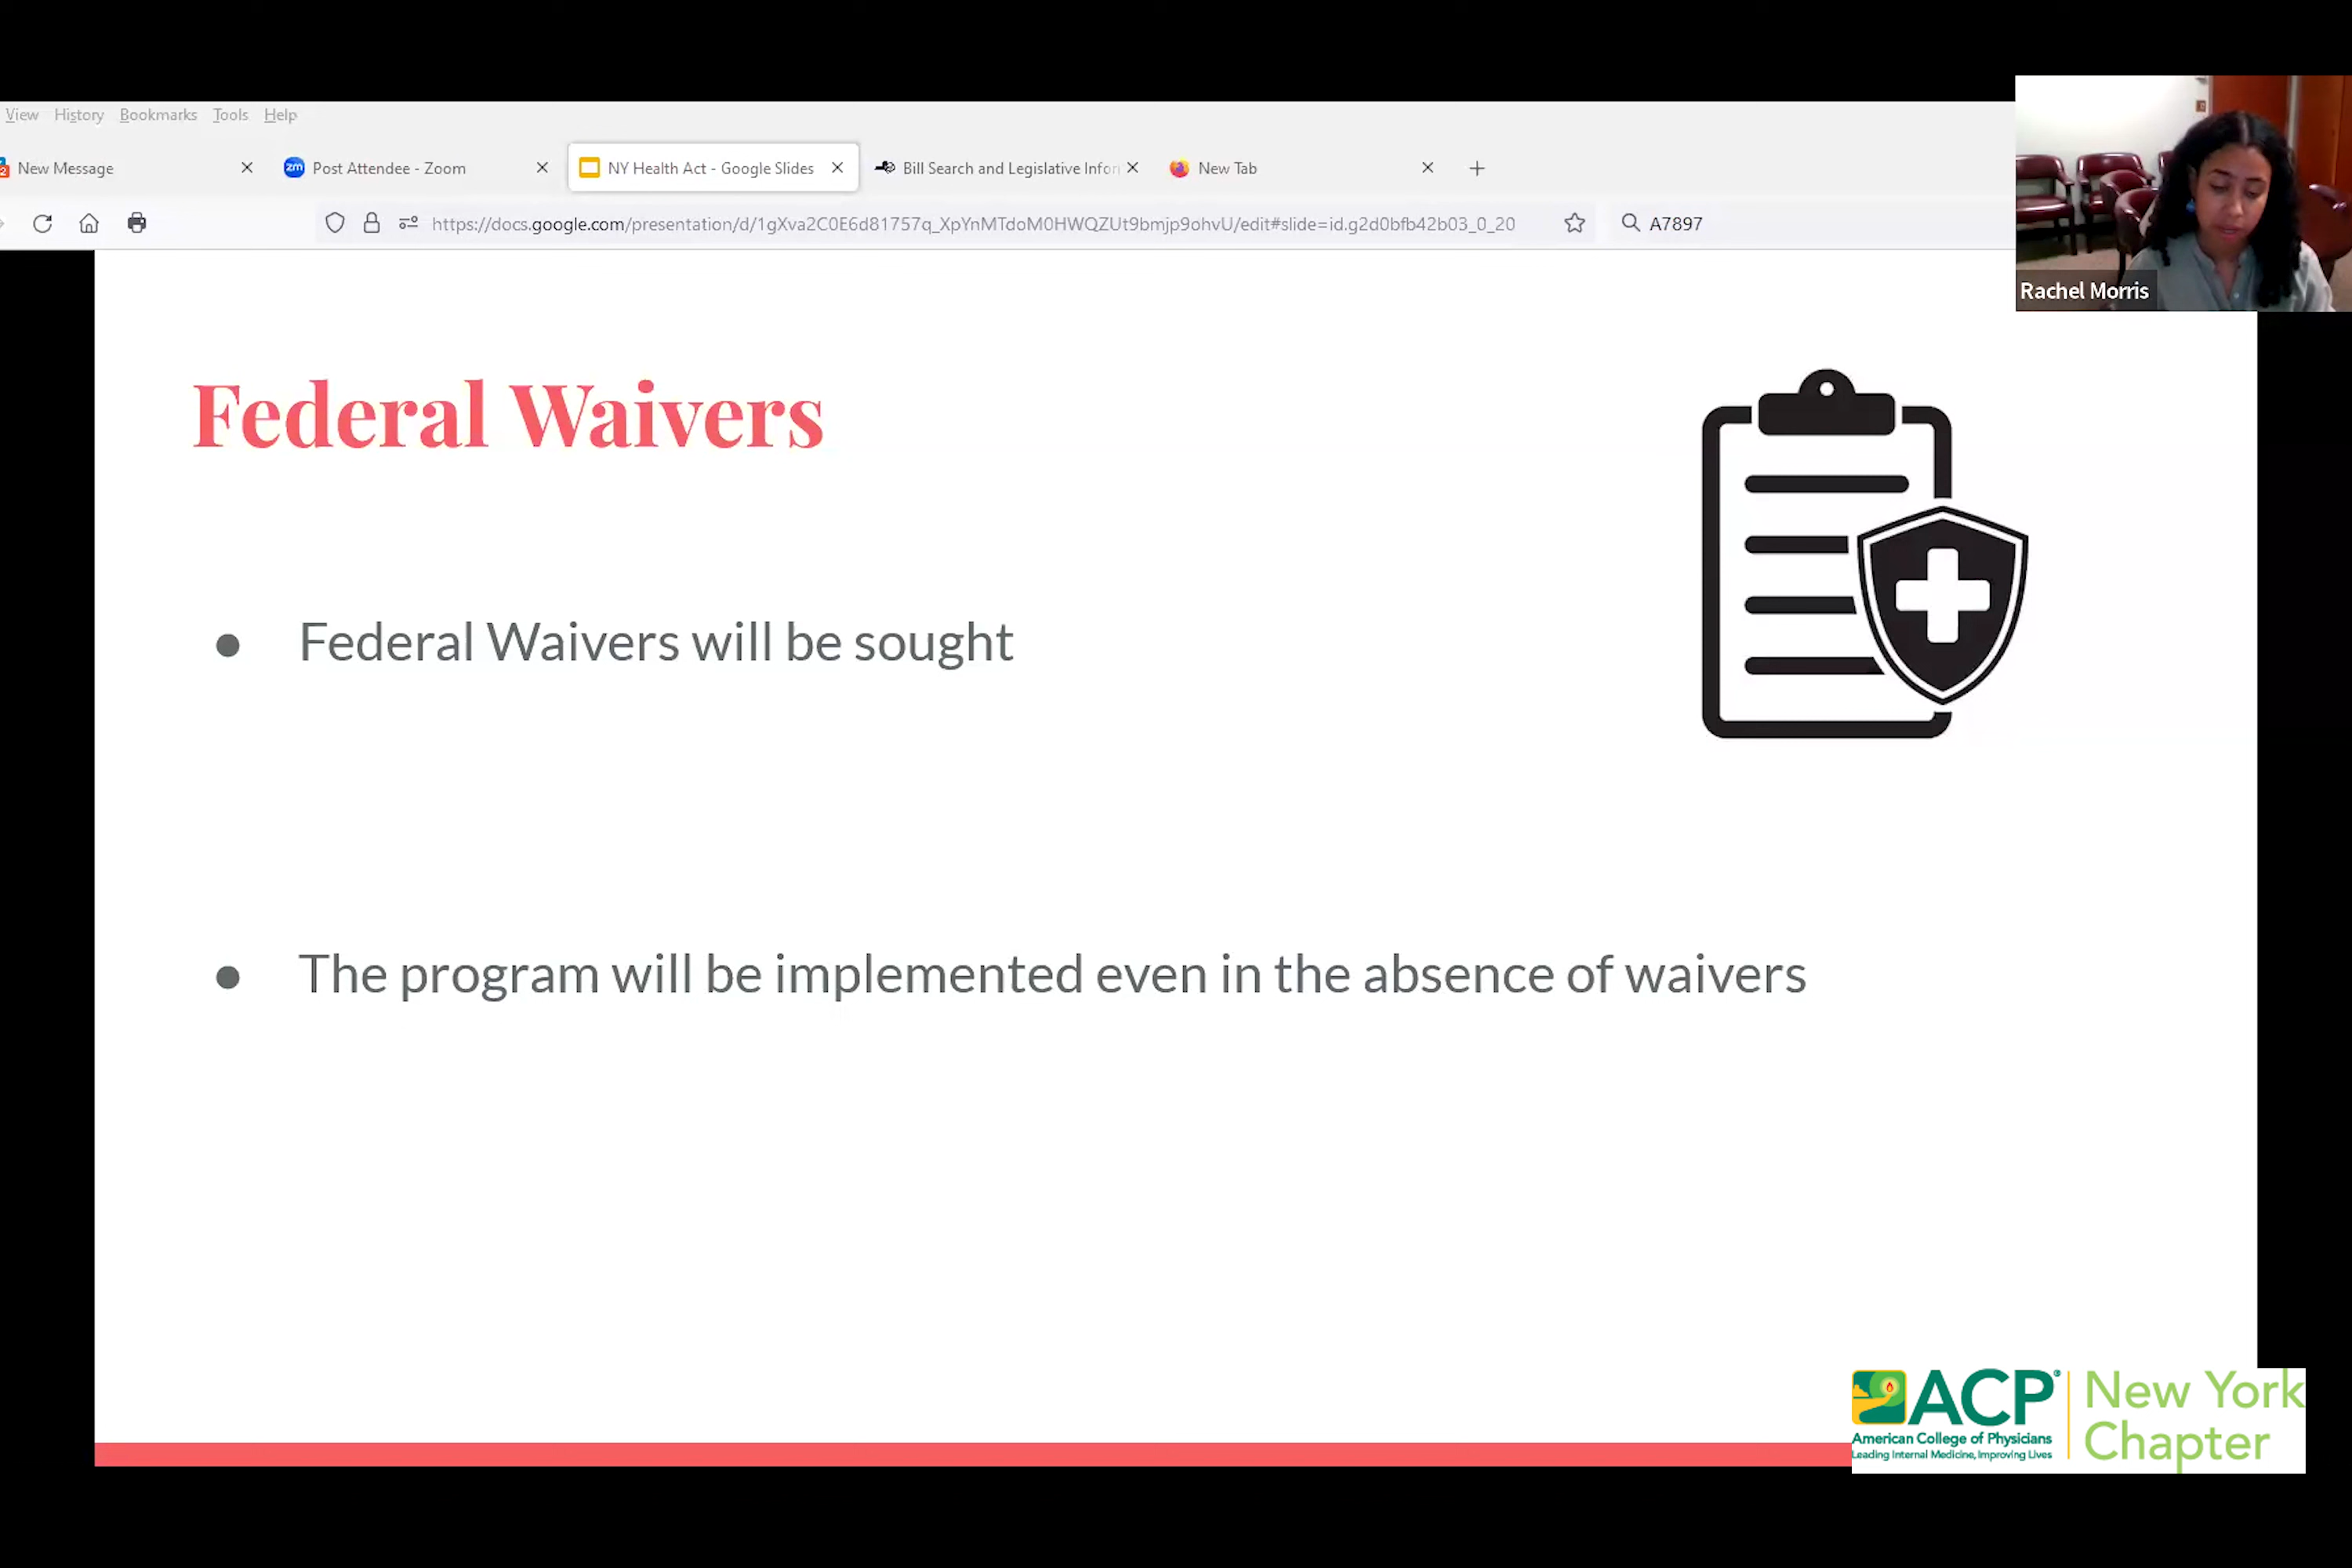 View History Bookmarks Tools Help
New Message
Post Attendee - Zoom
NY Health Act - Google Slides
Bill Search and Legislative Infor
New Tab
https://docs.google.com/presentation/d/1gXva2C0E6d81757q_XpYnMTdoM0HWQZUt9bmjp9ohvU/edit#slide=id.g2d0bfb42b03_0_20
A7897
Rachel Morris
Federal Waivers
● Federal Waivers will be sought
● The program will be implemented even in the absence of waivers
ACP®
American College of Physicians
Leading Internal Medicine, Improving Lives
New York
Chapter